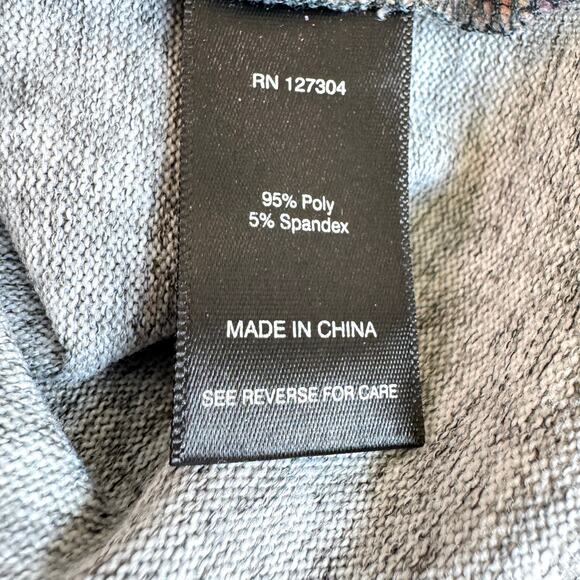 RN 127304
95% Poly
5% Spandex
MADE IN CHINA
SEE REVERSE FOR CARE